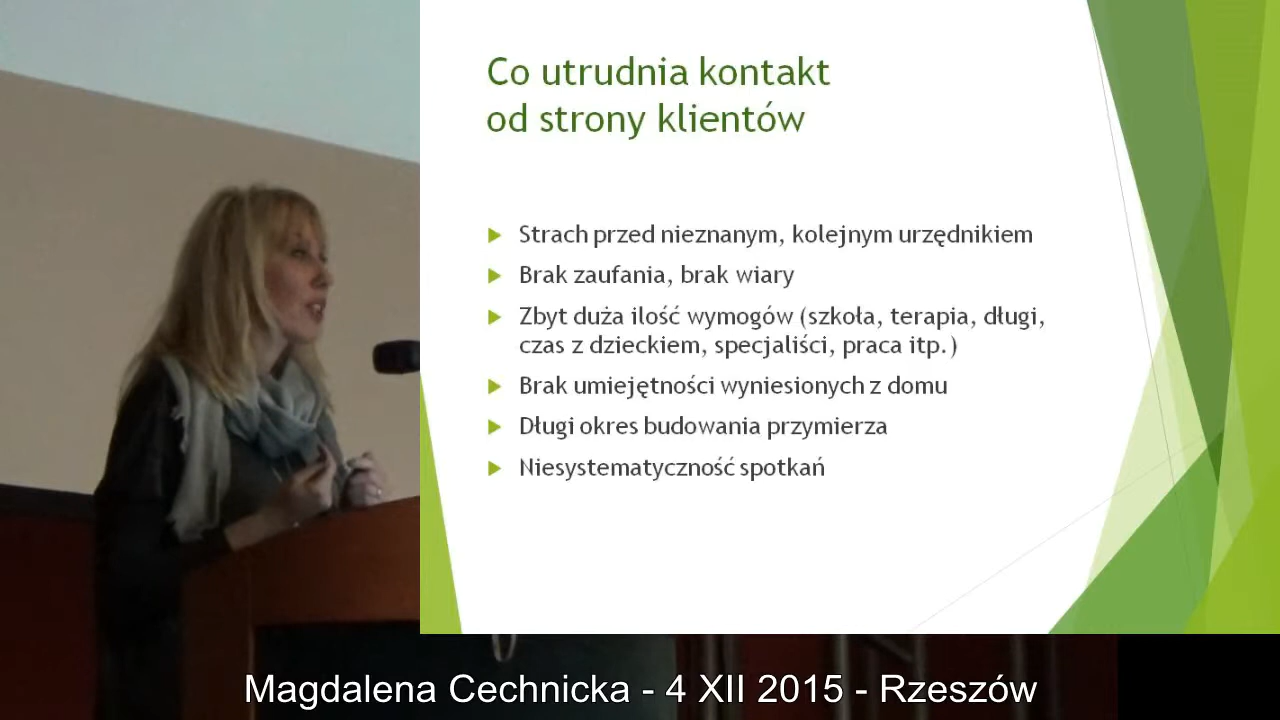 Co utrudnia kontakt
od strony klientów
Strach przed nieznanym, kolejnym urzędnikiem
Brak zaufania, brak wiary
Zbyt duża ilość wymogów (szkoła, terapia, długi,
czas z dzieckiem, specjaliści, praca itp.)
Brak umiejętności wyniesionych z domu
Długi okres budowania przymierza
Niesystematyczność spotkań
Magdalena Cechnicka - 4 XII 2015 - Rzeszów